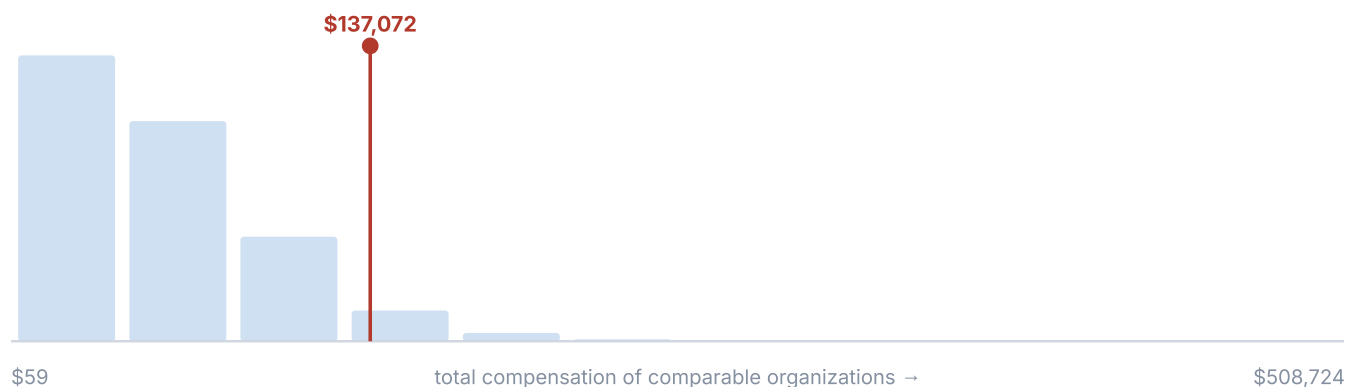 $137,072
$59 total compensation of comparable organizations → $508,724